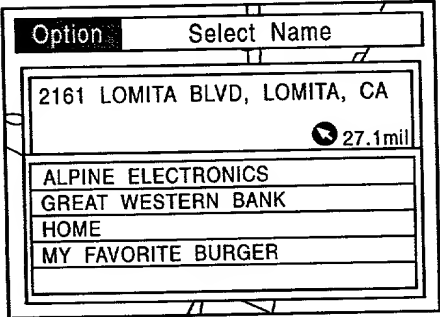 Option Select Name
2161 LOMITA BLVD, LOMITA, CA
27.1mil
ALPINE ELECTRONICS
GREAT WESTERN BANK
HOME
MY FAVORITE BURGER